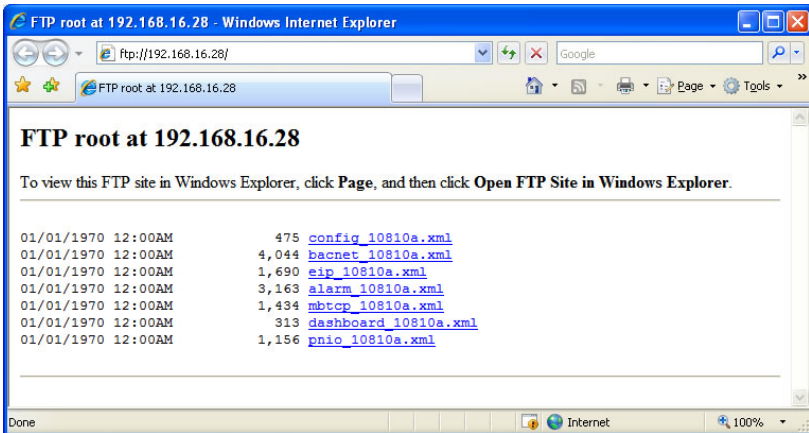 FTP root at 192.168.16.28 - Windows Internet Explorer
ftp://192.168.16.28/
Google
FTP root at 192.168.16.28
Page
Tools
»
FTP root at 192.168.16.28
To view this FTP site in Windows Explorer, click Page, and then click Open FTP Site in Windows Explorer.
01/01/1970 12:00AM 475 config_10810a.xml
01/01/1970 12:00AM 4,044 bacnet_10810a.xml
01/01/1970 12:00AM 1,690 eip_10810a.xml
01/01/1970 12:00AM 3,163 alarm_10810a.xml
01/01/1970 12:00AM 1,434 mbtcp_10810a.xml
01/01/1970 12:00AM 313 dashboard_10810a.xml
01/01/1970 12:00AM 1,156 pnio_10810a.xml
Done
Internet
100%